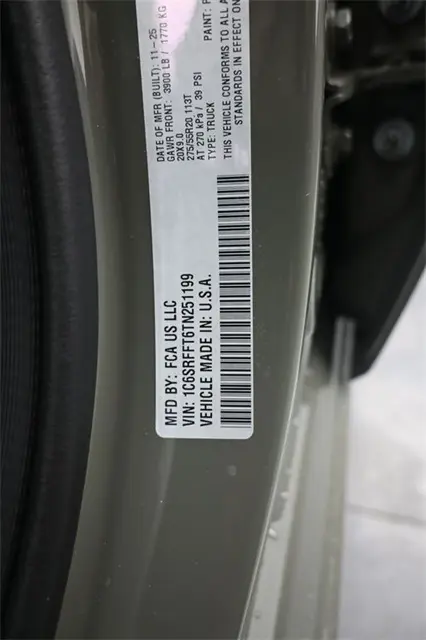 MFD BY: FCA US LLC
VIN: 1C6SRFFT6TN251199
VEHICLE MADE IN: U.S.A.
DATE OF MFR (BUILT): 11-25
GAWR FRONT: 3900 LB / 1770 KG
20X9.0
275/55R20 113T
AT 270 kPa / 39 PSI
TYPE: TRUCK
PAINT:
THIS VEHICLE CONFORMS TO ALL A
STANDARDS IN EFFECT ON